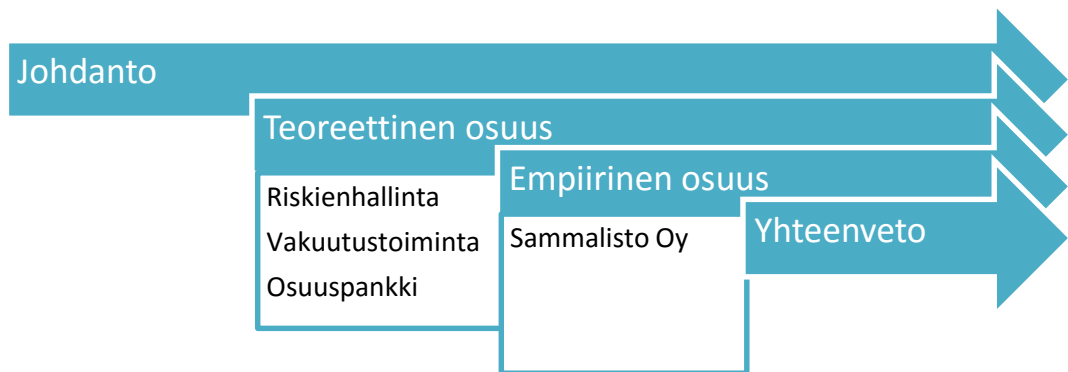 Johdanto
Teoreettinen osuus
Riskienhallinta
Vakuutustoiminta
Osuuspankki
Empiirinen osuus
Sammalisto Oy
Yhteenveto